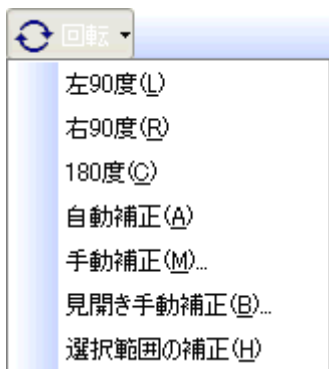 回転
左90度(L)
右90度(R)
180度(C)
自動補正(A)
手動補正(M)...
見開き手動補正(B)...
選択範囲の補正(H)